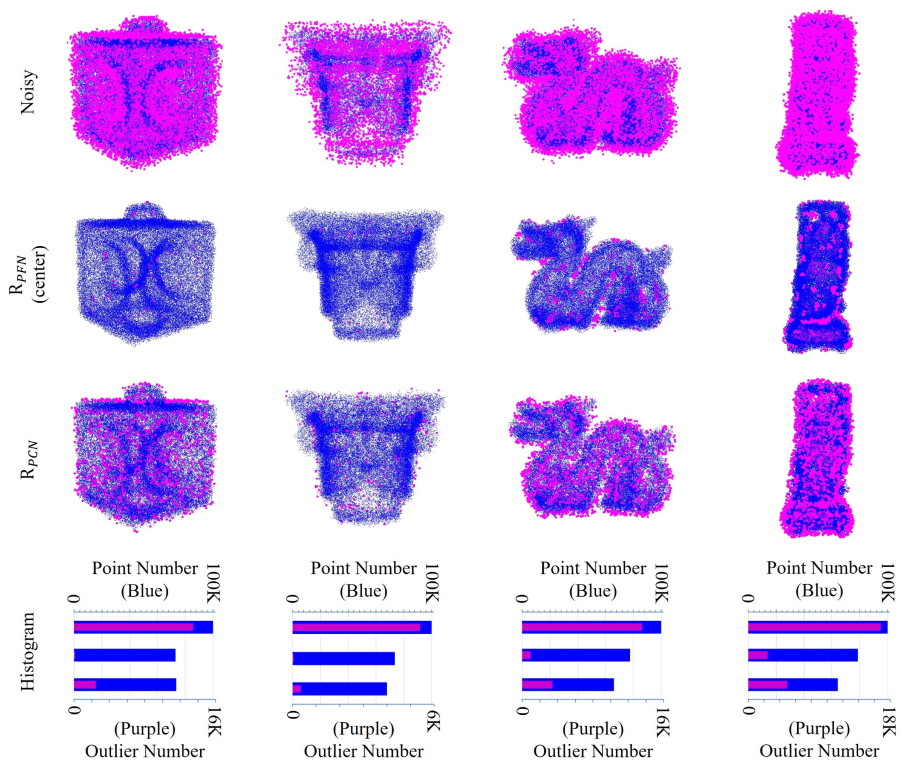 Noisy
R_PFN
(center)
R_PCN
Histogram
Point Number
(Blue)
0
100K
0
16K
(Purple)
Outlier Number
Point Number
(Blue)
0
100K
0
6K
(Purple)
Outlier Number
Point Number
(Blue)
0
100K
0
16K
(Purple)
Outlier Number
Point Number
(Blue)
0
100K
0
18K
(Purple)
Outlier Number